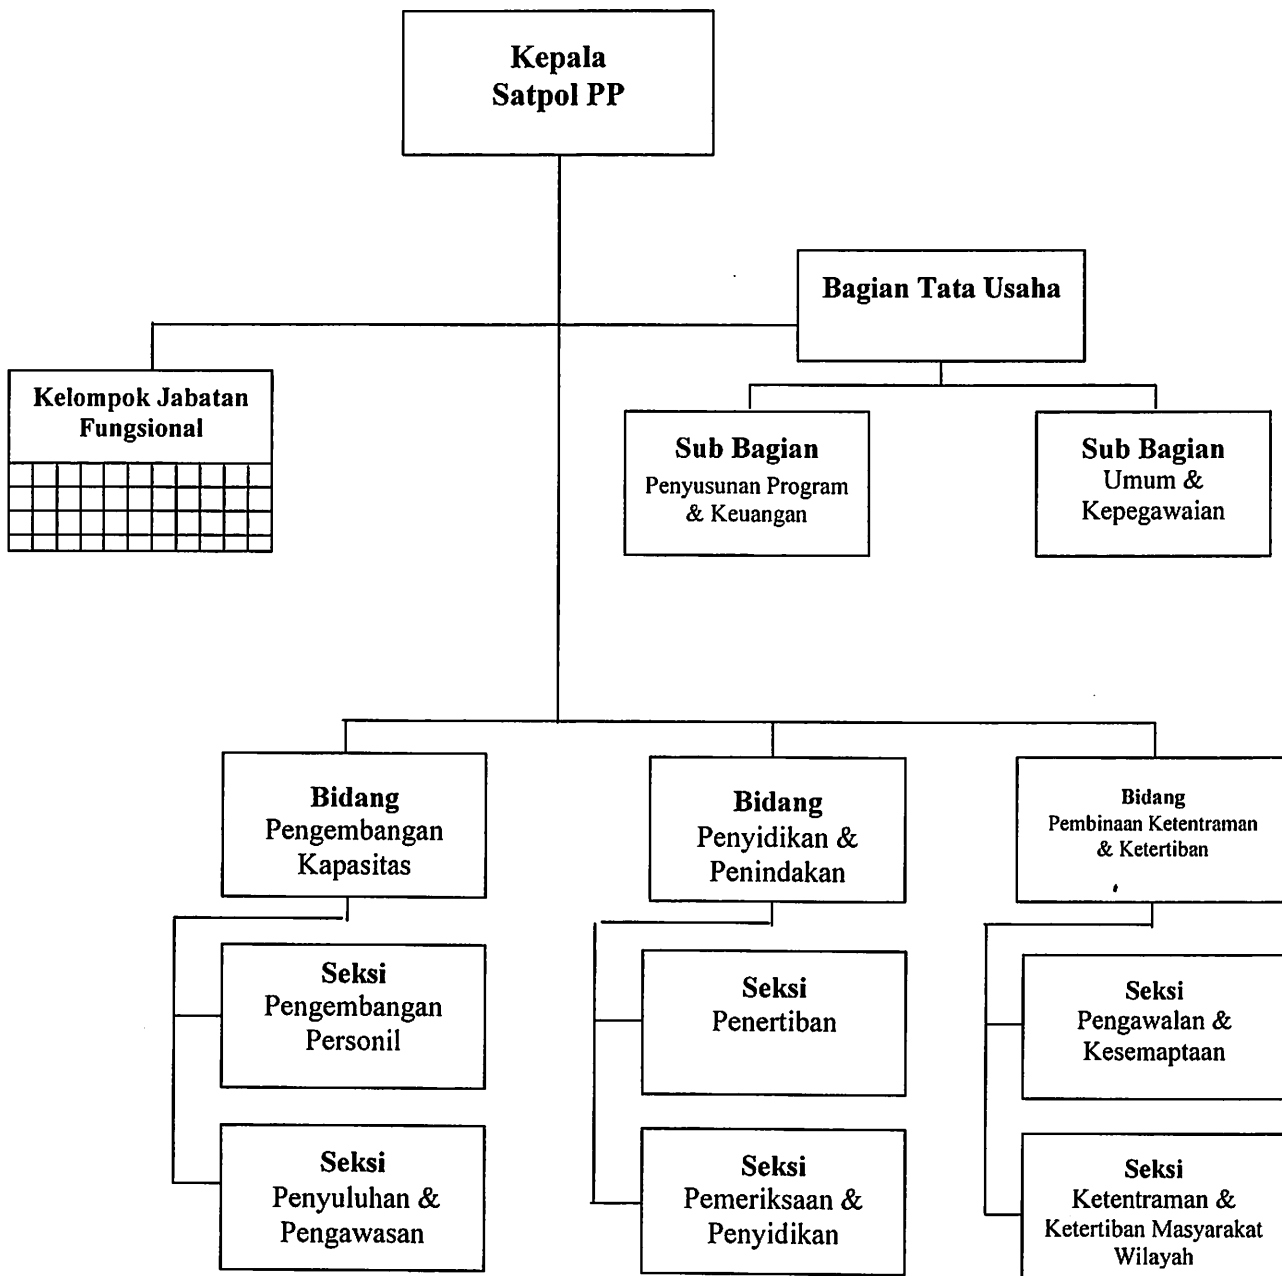 Kepala
Satpol PP
Bagian Tata Usaha
Kelompok Jabatan
Fungsional
Sub Bagian
Penyusunan Program
& Keuangan
Sub Bagian
Umum &
Kepegawaian
Bidang
Pengembangan
Kapasitas
Bidang
Penyidikan &
Penindakan
Bidang
Pembinaan Ketentraman
& Ketertiban
Seksi
Pengembangan
Personil
Seksi
Penertiban
Seksi
Pengawalan &
Kesemaptaan
Seksi
Penyuluhan &
Pengawasan
Seksi
Pemeriksaan &
Penyidikan
Seksi
Ketentraman &
Ketertiban Masyarakat
Wilayah